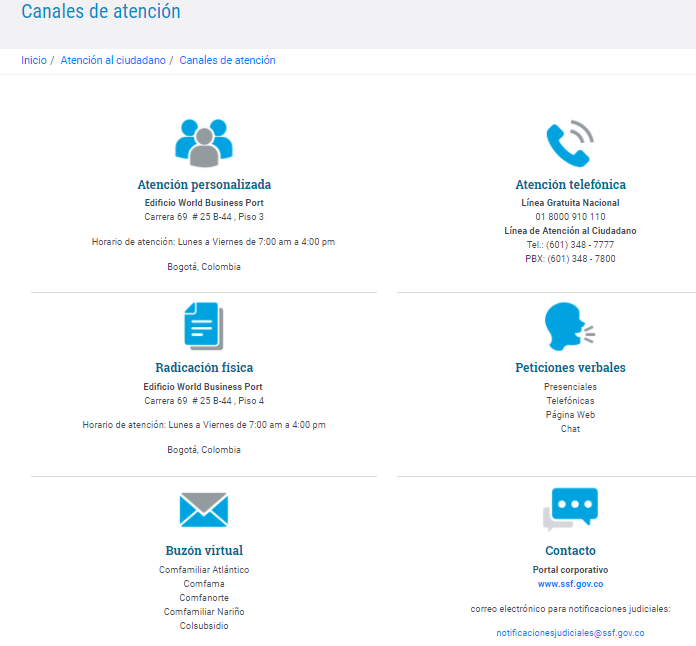 Canales de atención
Inicio / Atención al ciudadano / Canales de atención
Atención personalizada
Edificio World Business Port
Carrera 69 # 25 B-44 , Piso 3
Horario de atención: Lunes a Viernes de 7:00 am a 4:00 pm
Bogotá, Colombia
Atención telefónica
Línea Gratuita Nacional
01 8000 910 110
Línea de Atención al Ciudadano
Tel.: (601) 348 - 7777
PBX: (601) 348 - 7800
Radicación física
Edificio World Business Port
Carrera 69 # 25 B-44 , Piso 4
Horario de atención: Lunes a Viernes de 7:00 am a 4:00 pm
Bogotá, Colombia
Peticiones verbales
Presenciales
Telefónicas
Página Web
Chat
Buzón virtual
Comfamiliar Atlántico
Comfama
Comfanorte
Comfamiliar Nariño
Colsubsidio
Contacto
Portal corporativo
www.ssf.gov.co
correo electrónico para notificaciones judiciales:
notificacionesjudiciales@ssf.gov.co